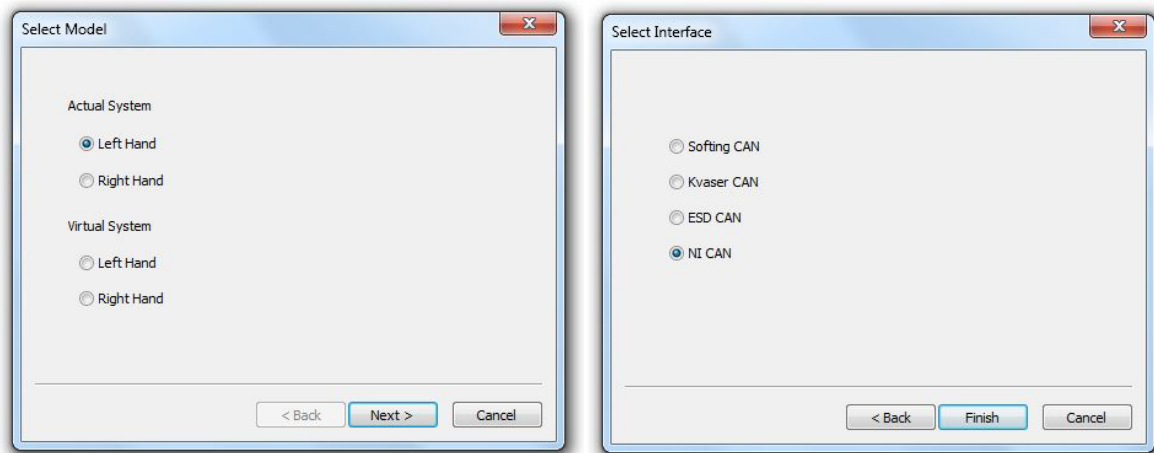 Select Model
Actual System
Left Hand
Right Hand
Virtual System
Left Hand
Right Hand
< Back Next > Cancel
Select Interface
Softing CAN
Kvaser CAN
ESD CAN
NI CAN
< Back Finish Cancel